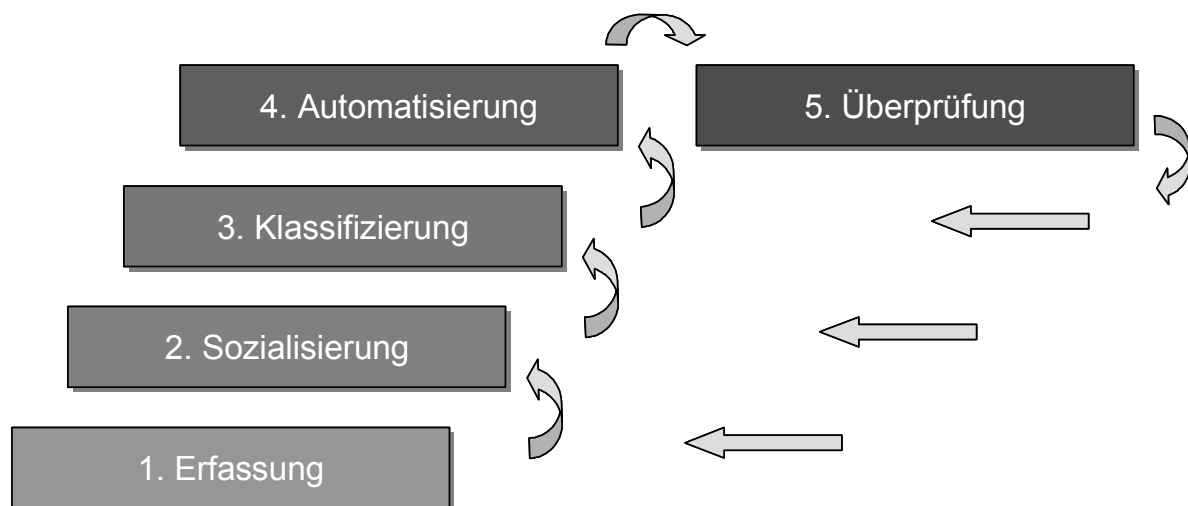 4. Automatisierung
5. Überprüfung
3. Klassifizierung
2. Sozialisierung
1. Erfassung